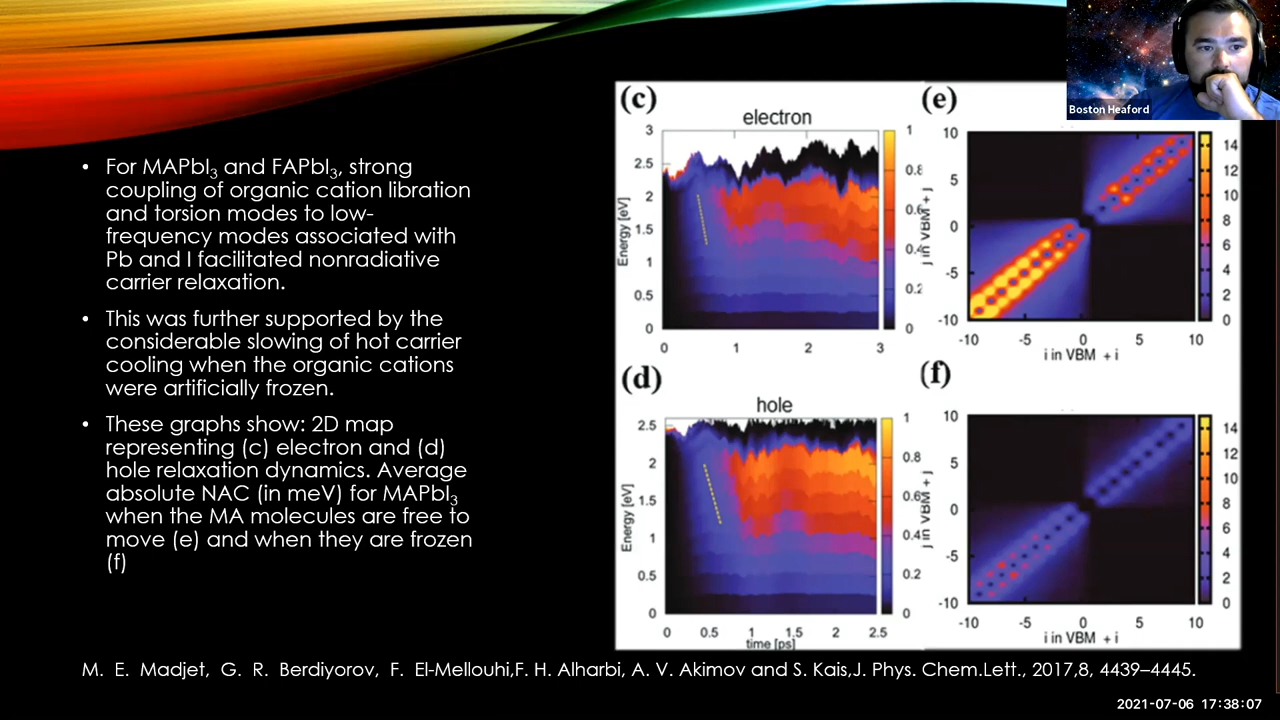 Boston Heaford
• For MAPbI3 and FAPbI3, strong
coupling of organic cation libration
and torsion modes to low-
frequency modes associated with
Pb and I facilitated nonradiative
carrier relaxation.
• This was further supported by the
considerable slowing of hot carrier
cooling when the organic cations
were artificially frozen.
• These graphs show: 2D map
representing (c) electron and (d)
hole relaxation dynamics. Average
absolute NAC (in meV) for MAPbI3
when the MA molecules are free to
move (e) and when they are frozen
(f)
(c)
electron
3
2.5
2
1.5
1
0.5
0
Energy [eV]
0 1 2 3
1
0.8
0.6
0.4
0.2
0
(e)
10
5
0
-5
-10
j in VBM + j
-10 -5 0 5 10
i in VBM + i
14
12
10
8
6
4
2
0
(d)
hole
2.5
2
1.5
1
0.5
0
Energy [eV]
0 0.5 1 1.5 2 2.5
time [ps]
1
0.8
0.6
0.4
0.2
0
(f)
10
5
0
-5
-10
j in VBM + j
-10 -5 0 5 10
i in VBM + i
14
12
10
8
6
4
2
0
M. E. Madjet, G. R. Berdiyorov, F. El-Mellouhi,F. H. Alharbi, A. V. Akimov and S. Kais,J. Phys. Chem.Lett., 2017,8, 4439–4445.
2021-07-06 17:38:07